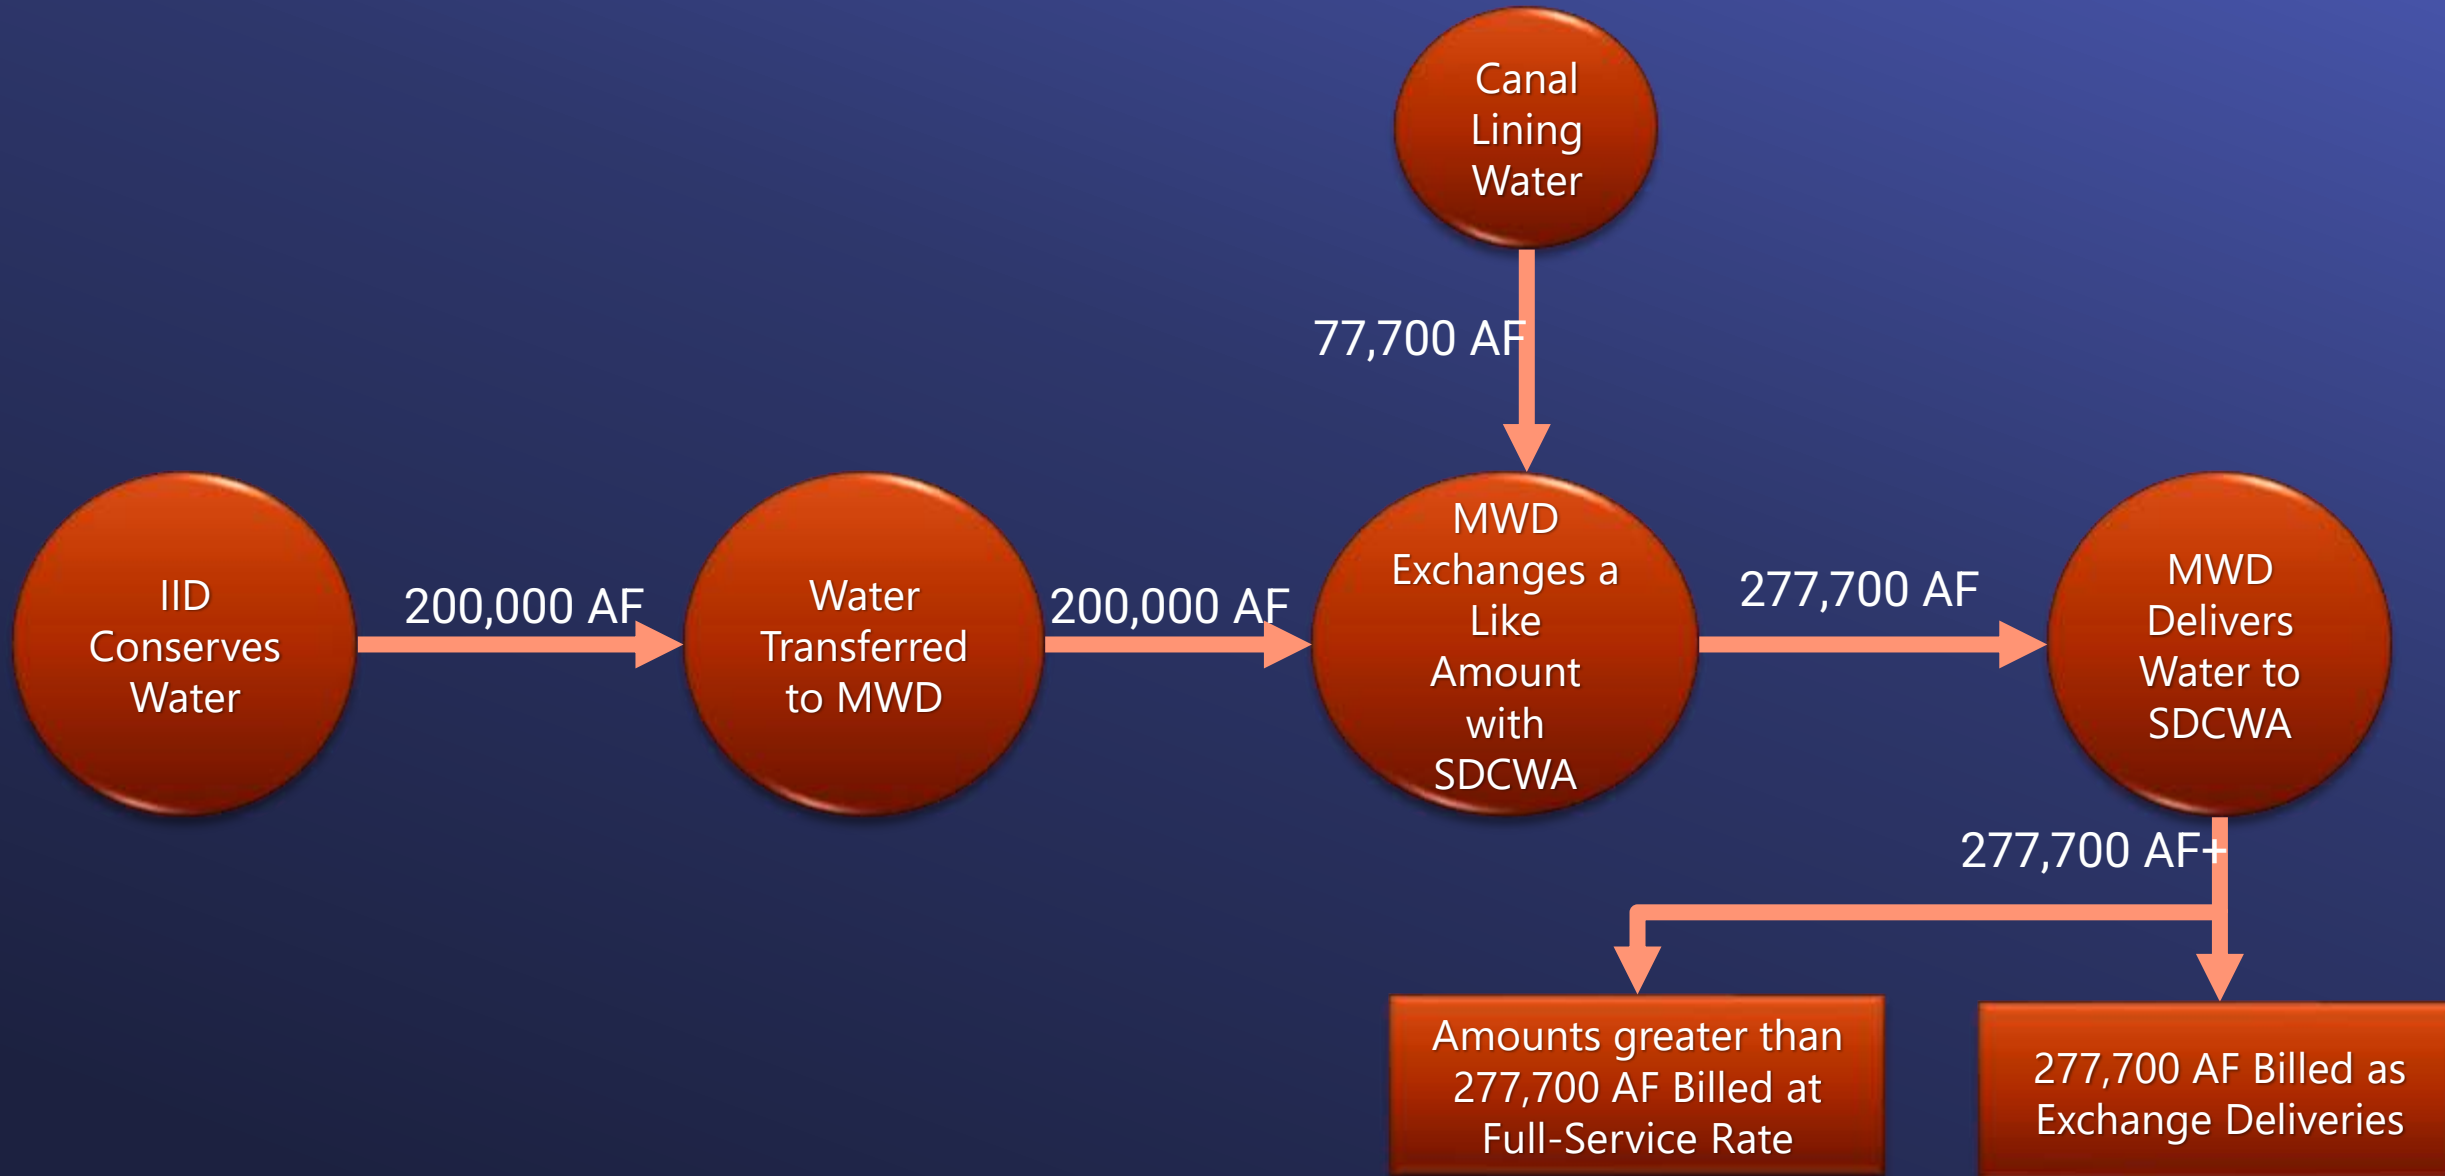 Canal
Lining
Water
77,700 AF
IID
Conserves
Water
200,000 AF
Water
Transferred
to MWD
200,000 AF
MWD
Exchanges a
Like
Amount
with
SDCWA
277,700 AF
MWD
Delivers
Water to
SDCWA
277,700 AF+
Amounts greater than
277,700 AF Billed at
Full-Service Rate
277,700 AF Billed as
Exchange Deliveries